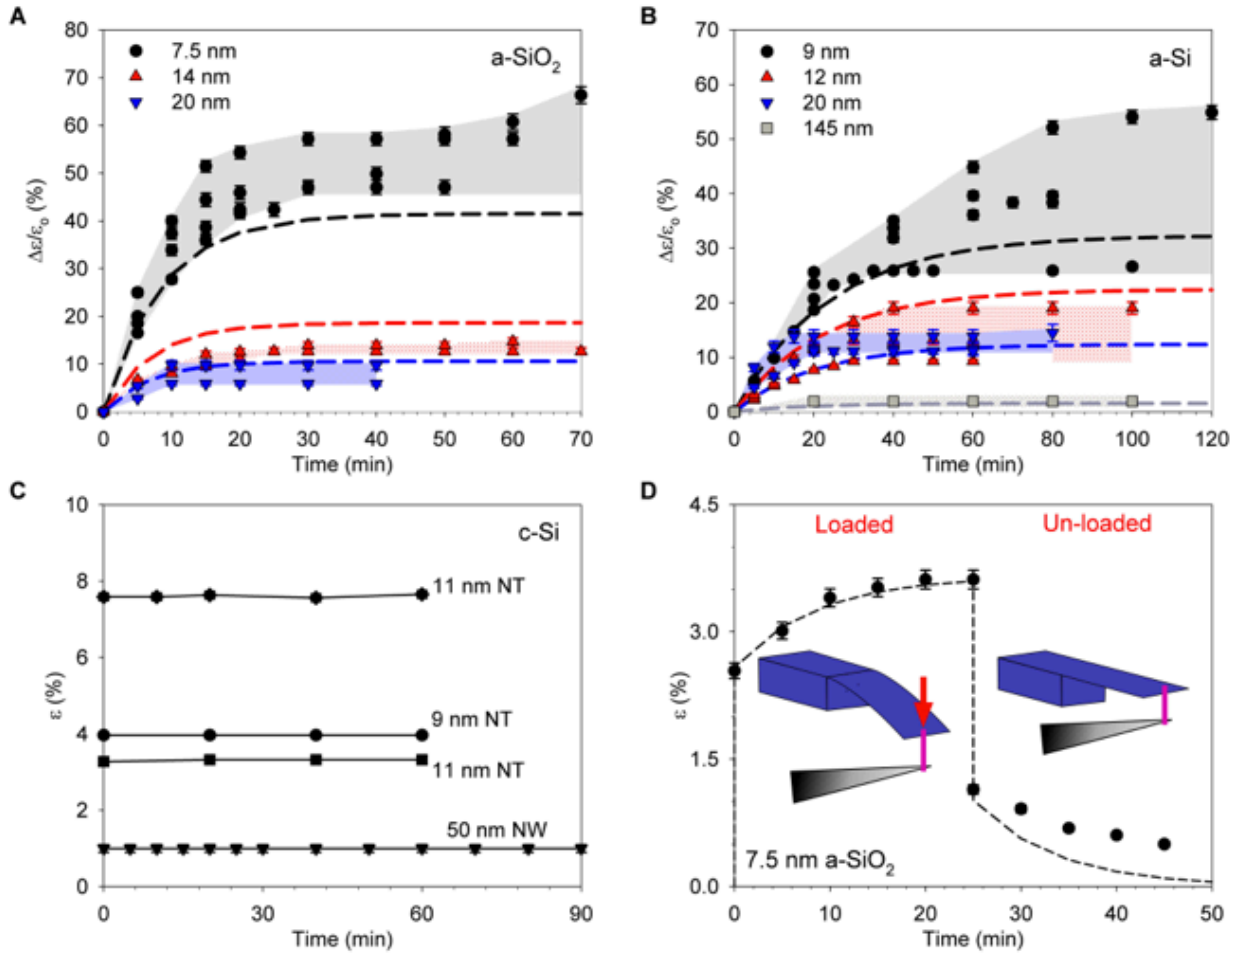 A
80
70
60
50
40
30
20
10
0
Δε/ε₀ (%)
7.5 nm
14 nm
20 nm
a-SiO₂
0 10 20 30 40 50 60 70
Time (min)
B
70
60
50
40
30
20
10
0
Δε/ε₀ (%)
9 nm
12 nm
20 nm
145 nm
a-Si
0 20 40 60 80 100 120
Time (min)
C
10
8
6
4
2
0
ε (%)
c-Si
11 nm NT
9 nm NT
11 nm NT
50 nm NW
0 30 60 90
Time (min)
D
4.5
3.0
1.5
0.0
ε (%)
Loaded
Un-loaded
7.5 nm a-SiO₂
0 10 20 30 40 50
Time (min)